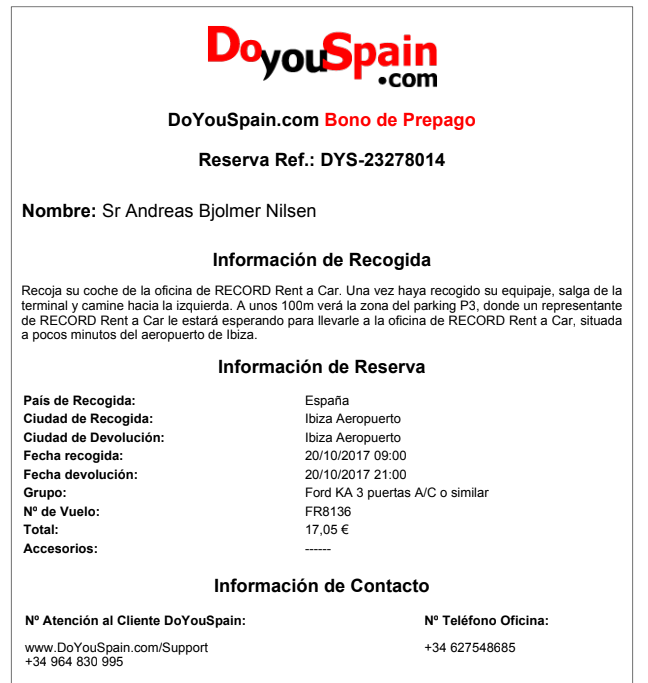 DoyouSpain
.com
DoYouSpain.com Bono de Prepago
Reserva Ref.: DYS-23278014
Nombre: Sr Andreas Bjolmer Nilsen
Información de Recogida
Recoja su coche de la oficina de RECORD Rent a Car. Una vez haya recogido su equipaje, salga de la
terminal y camine hacia la izquierda. A unos 100m verá la zona del parking P3, donde un representante
de RECORD Rent a Car le estará esperando para llevarle a la oficina de RECORD Rent a Car, situada
a pocos minutos del aeropuerto de Ibiza.
Información de Reserva
País de Recogida: España
Ciudad de Recogida: Ibiza Aeropuerto
Ciudad de Devolución: Ibiza Aeropuerto
Fecha recogida: 20/10/2017 09:00
Fecha devolución: 20/10/2017 21:00
Grupo: Ford KA 3 puertas A/C o similar
Nº de Vuelo: FR8136
Total: 17,05 €
Accesorios: ------
Información de Contacto
Nº Atención al Cliente DoYouSpain: Nº Teléfono Oficina:
www.DoYouSpain.com/Support +34 627548685
+34 964 830 995